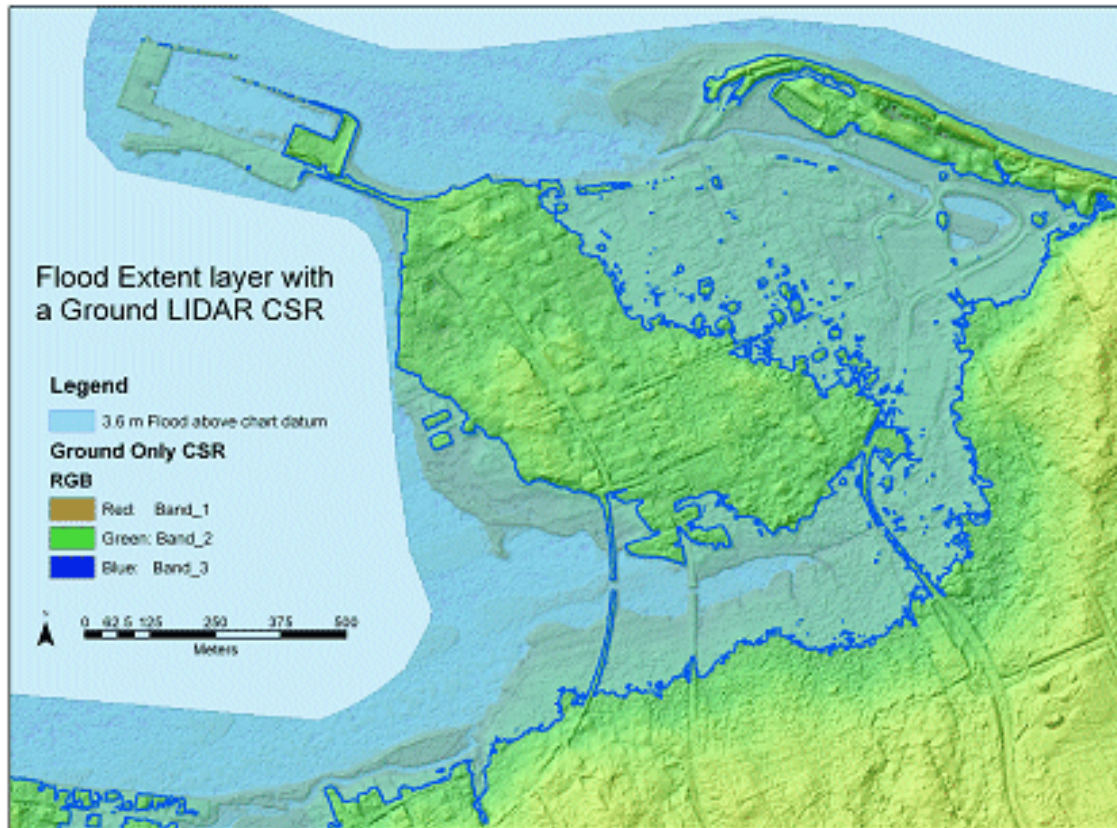 Flood Extent layer with
a Ground LIDAR CSR
Legend
3.6 m Flood above chart datum
Ground Only CSR
RGB
Red: Band_1
Green: Band_2
Blue: Band_3
0 62.5 125 250 375 500
Meters